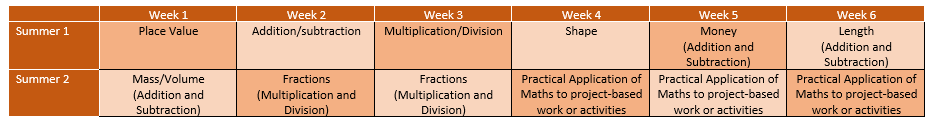 Week 1 Week 2 Week 3 Week 4 Week 5 Week 6
Summer 1 Place Value Addition/subtraction Multiplication/Division Shape Money Length
(Addition and (Addition and
Subtraction) Subtraction)
Summer 2 Mass/Volume Fractions Fractions Practical Application of Practical Application of Practical Application of
(Addition and (Multiplication and (Multiplication and Maths to project-based Maths to project-based Maths to project-based
Subtraction) Division) Division) work or activities work or activities work or activities